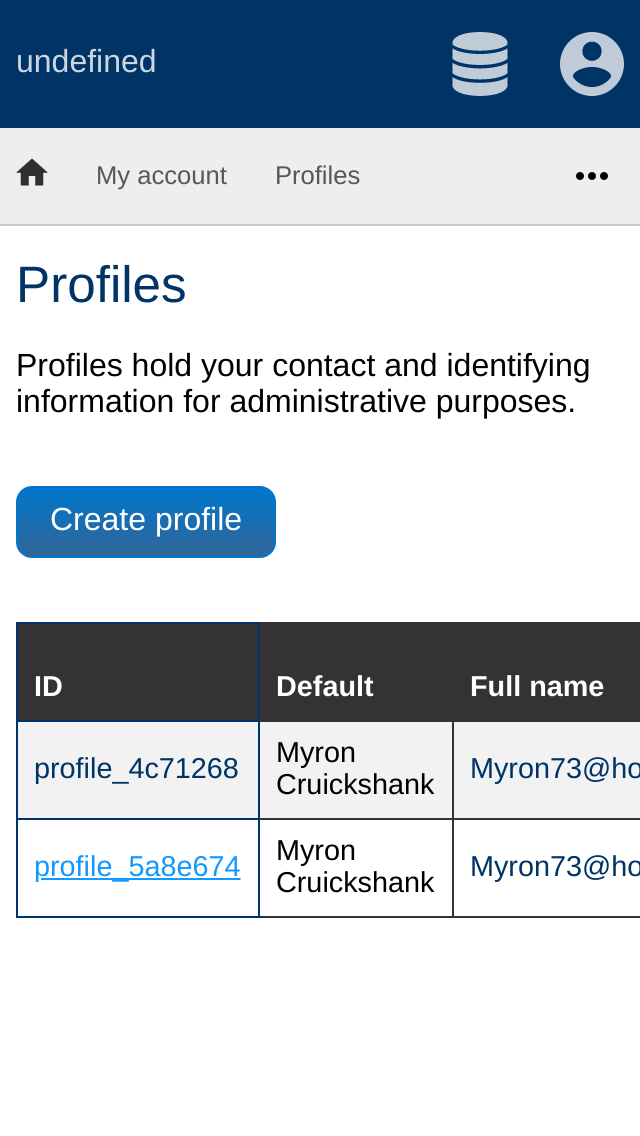 undefined
My account Profiles
Profiles
Profiles hold your contact and identifying
information for administrative purposes.
Create profile
ID Default Full name
profile_4c71268 Myron Cruickshank Myron73@ho
profile_5a8e674 Myron Cruickshank Myron73@ho